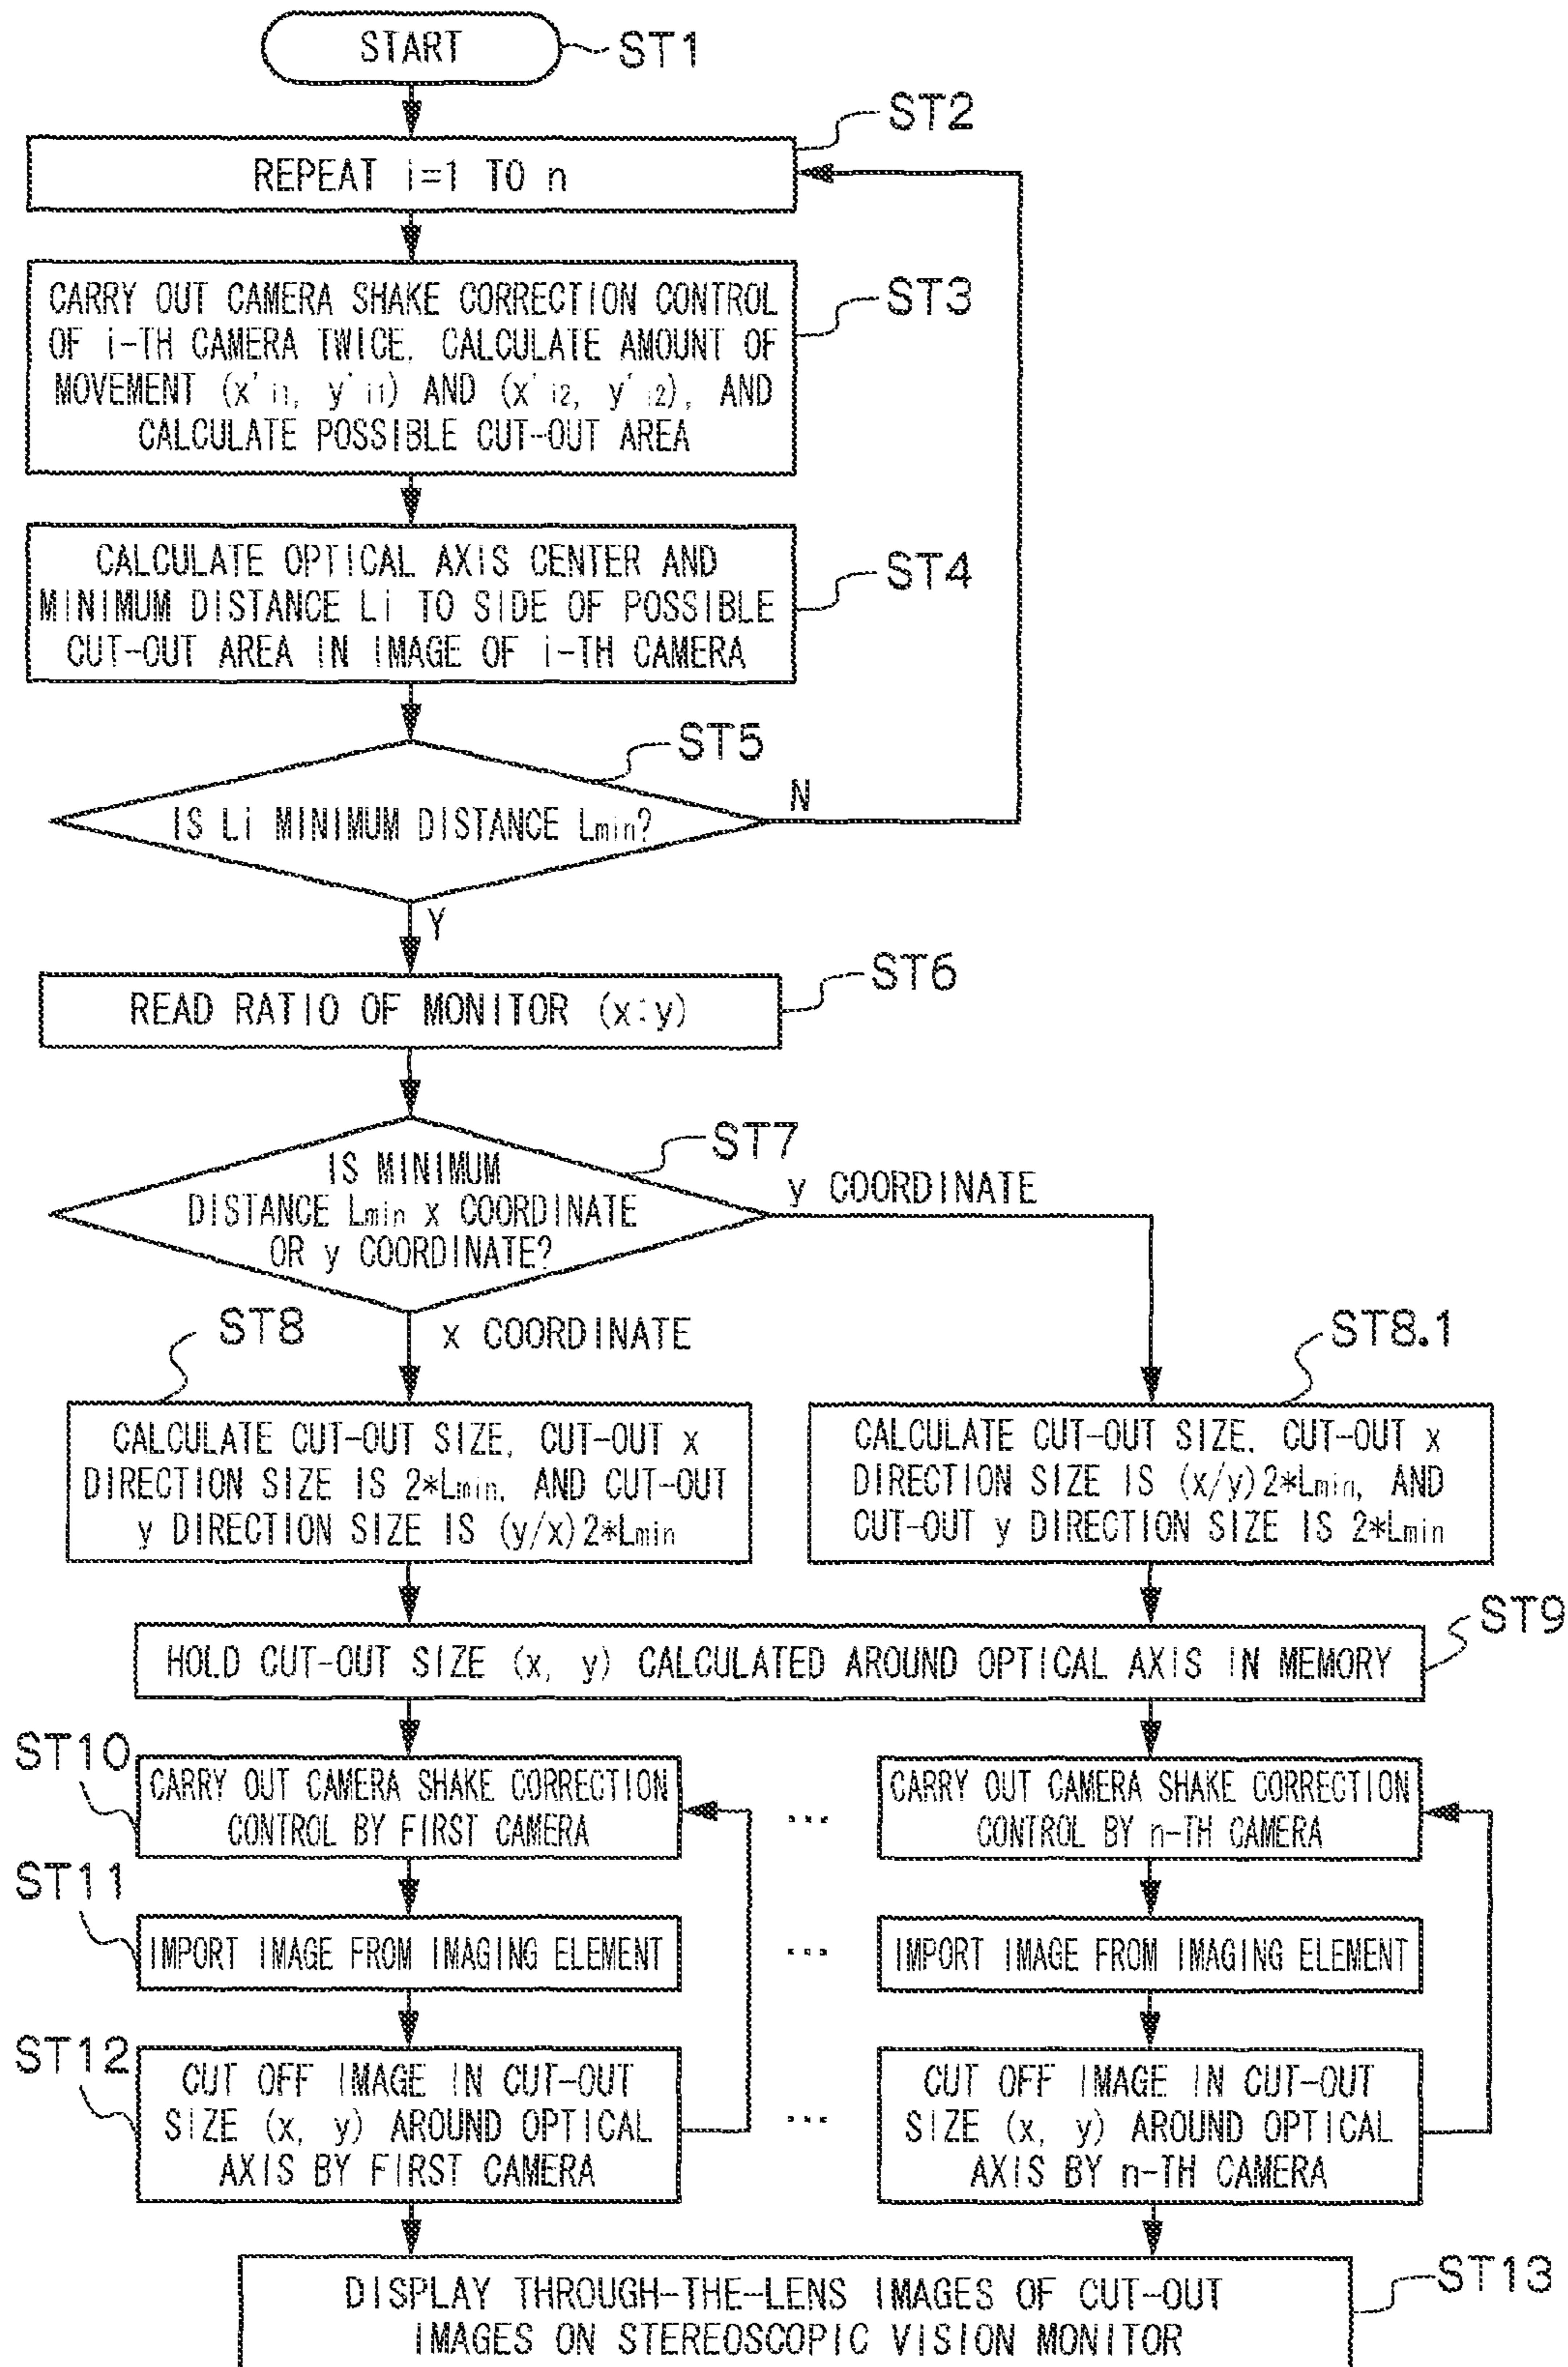 START
ST1
ST2
REPEAT i=1 TO n
ST3
CARRY OUT CAMERA SHAKE CORRECTION CONTROL
OF i-TH CAMERA TWICE. CALCULATE AMOUNT OF
MOVEMENT (x'i1, y'i1) AND (x'i2, y'i2), AND
CALCULATE POSSIBLE CUT-OUT AREA
ST4
CALCULATE OPTICAL AXIS CENTER AND
MINIMUM DISTANCE Li TO SIDE OF POSSIBLE
CUT-OUT AREA IN IMAGE OF i-TH CAMERA
ST5
IS Li MINIMUM DISTANCE Lmin?
N
Y
ST6
READ RATIO OF MONITOR (x:y)
ST7
IS MINIMUM
DISTANCE Lmin x COORDINATE
OR y COORDINATE?
y COORDINATE
x COORDINATE
ST8
CALCULATE CUT-OUT SIZE, CUT-OUT x
DIRECTION SIZE IS 2*Lmin, AND CUT-OUT
y DIRECTION SIZE IS (y/x)2*Lmin
ST8.1
CALCULATE CUT-OUT SIZE. CUT-OUT x
DIRECTION SIZE IS (x/y)2*Lmin, AND
CUT-OUT y DIRECTION SIZE IS 2*Lmin
ST9
HOLD CUT-OUT SIZE (x, y) CALCULATED AROUND OPTICAL AXIS IN MEMORY
ST10
CARRY OUT CAMERA SHAKE CORRECTION
CONTROL BY FIRST CAMERA
...
CARRY OUT CAMERA SHAKE CORRECTION
CONTROL BY n-TH CAMERA
ST11
IMPORT IMAGE FROM IMAGING ELEMENT
...
IMPORT IMAGE FROM IMAGING ELEMENT
ST12
CUT OFF IMAGE IN CUT-OUT
SIZE (x, y) AROUND OPTICAL
AXIS BY FIRST CAMERA
...
CUT OFF IMAGE IN CUT-OUT
SIZE (x, y) AROUND OPTICAL
AXIS BY n-TH CAMERA
ST13
DISPLAY THROUGH-THE-LENS IMAGES OF CUT-OUT
IMAGES ON STEREOSCOPIC VISION MONITOR